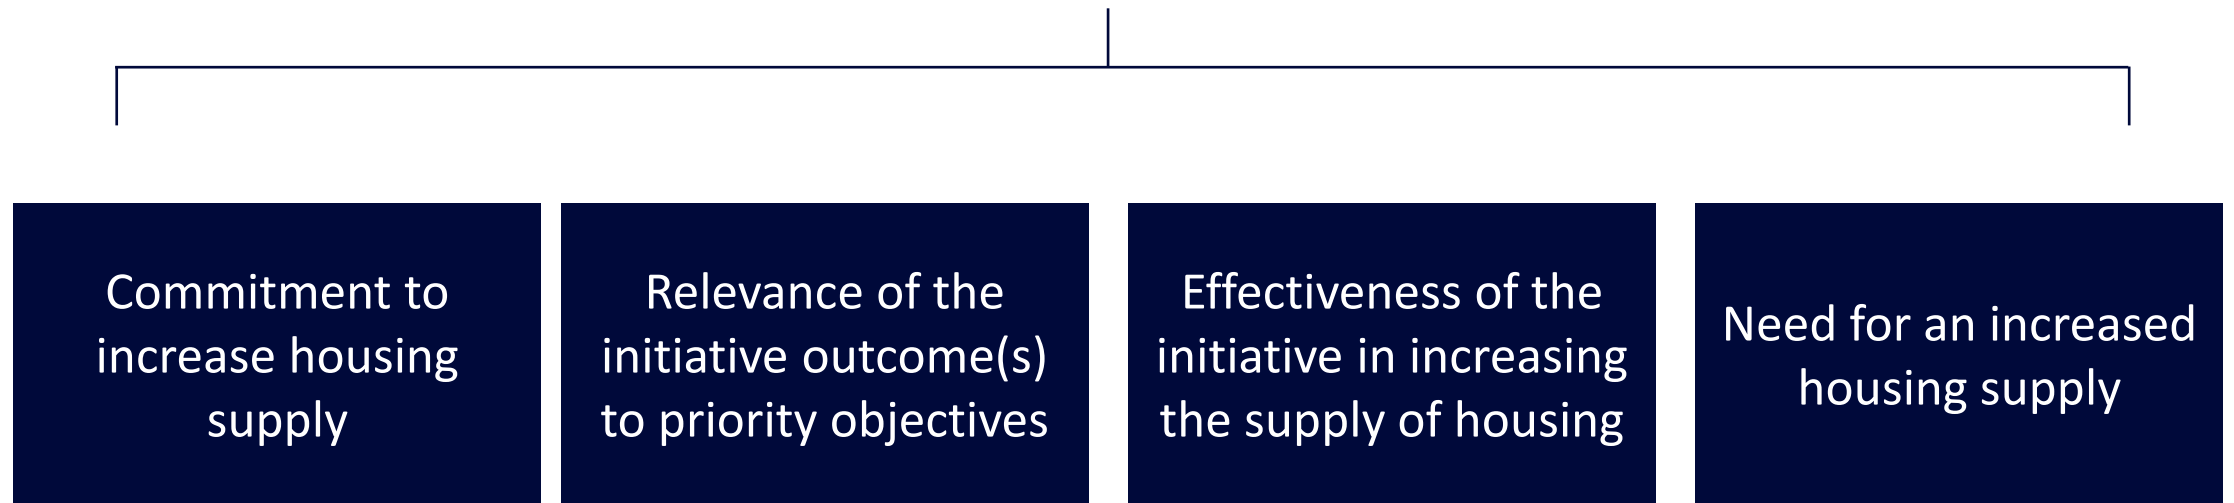 Commitment to
increase housing
supply
Relevance of the
initiative outcome(s)
to priority objectives
Effectiveness of the
initiative in increasing
the supply of housing
Need for an increased
housing supply